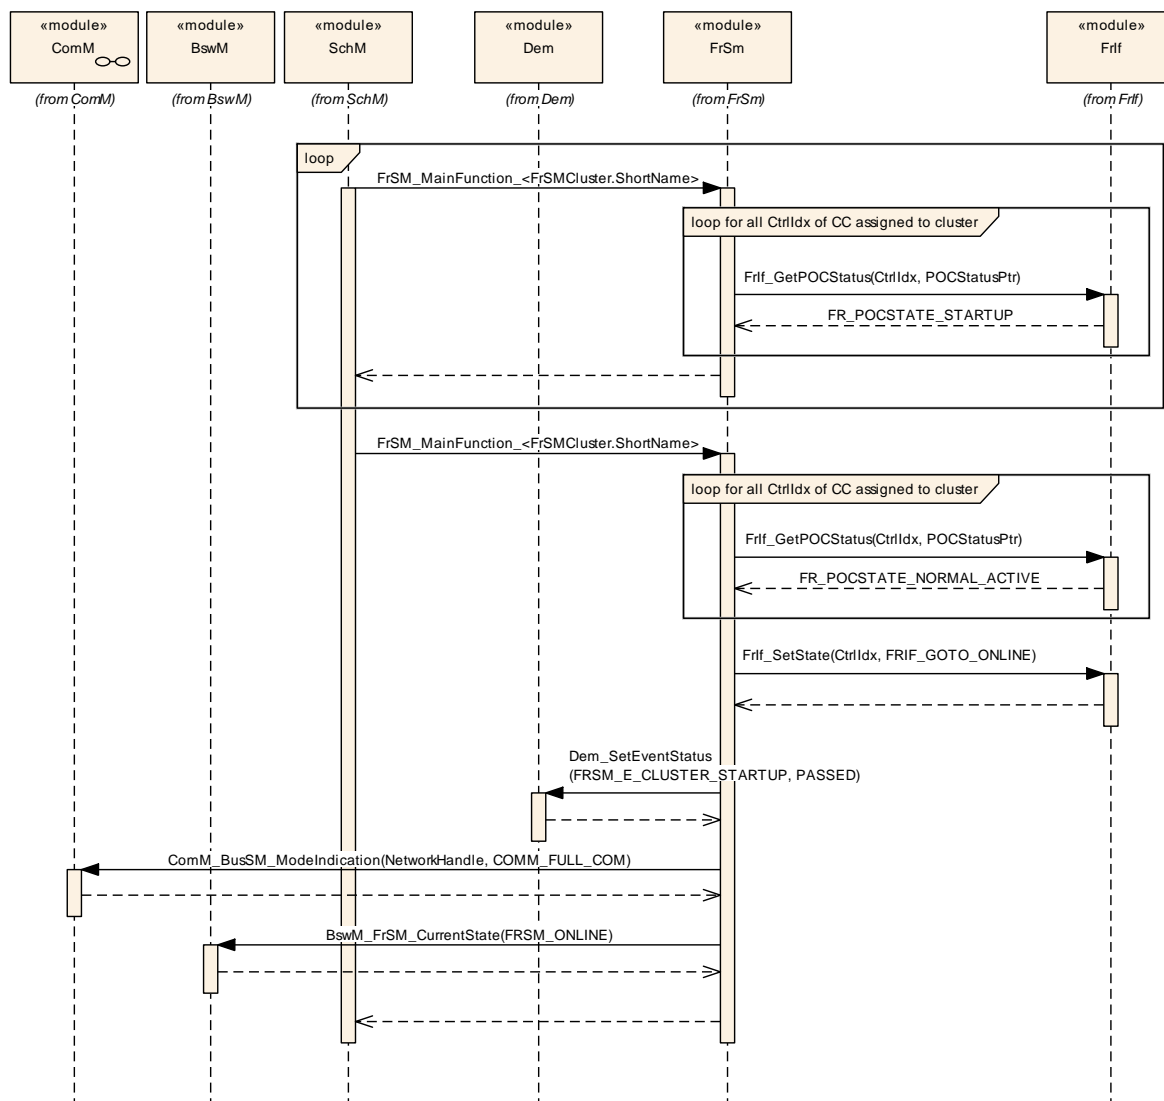 «module»
ComM
«module»
BswM
«module»
SchM
«module»
Dem
«module»
FrSm
«module»
FrIf
(from ComM)
(from BswM)
(from SchM)
(from Dem)
(from FrSm)
(from FrIf)
loop
FrSM_MainFunction_<FrSMCluster.ShortName>
loop for all CtrlIdx of CC assigned to cluster
FrIf_GetPOCStatus(CtrlIdx, POCStatusPtr)
FR_POCSTATE_STARTUP
FrSM_MainFunction_<FrSMCluster.ShortName>
loop for all CtrlIdx of CC assigned to cluster
FrIf_GetPOCStatus(CtrlIdx, POCStatusPtr)
FR_POCSTATE_NORMAL_ACTIVE
FrIf_SetState(CtrlIdx, FRIF_GOTO_ONLINE)
Dem_SetEventStatus
(FRSM_E_CLUSTER_STARTUP, PASSED)
ComM_BusSM_ModeIndication(NetworkHandle, COMM_FULL_COM)
BswM_FrSM_CurrentState(FRSM_ONLINE)